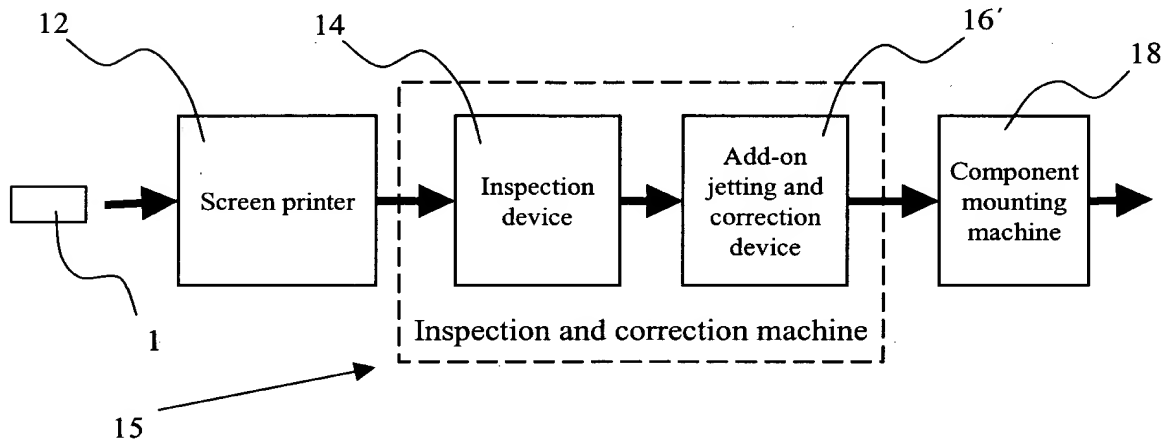 12
14
16′
18
Screen printer
Inspection
device
Add-on
jetting and
correction
device
Component
mounting
machine
Inspection and correction machine
1
15